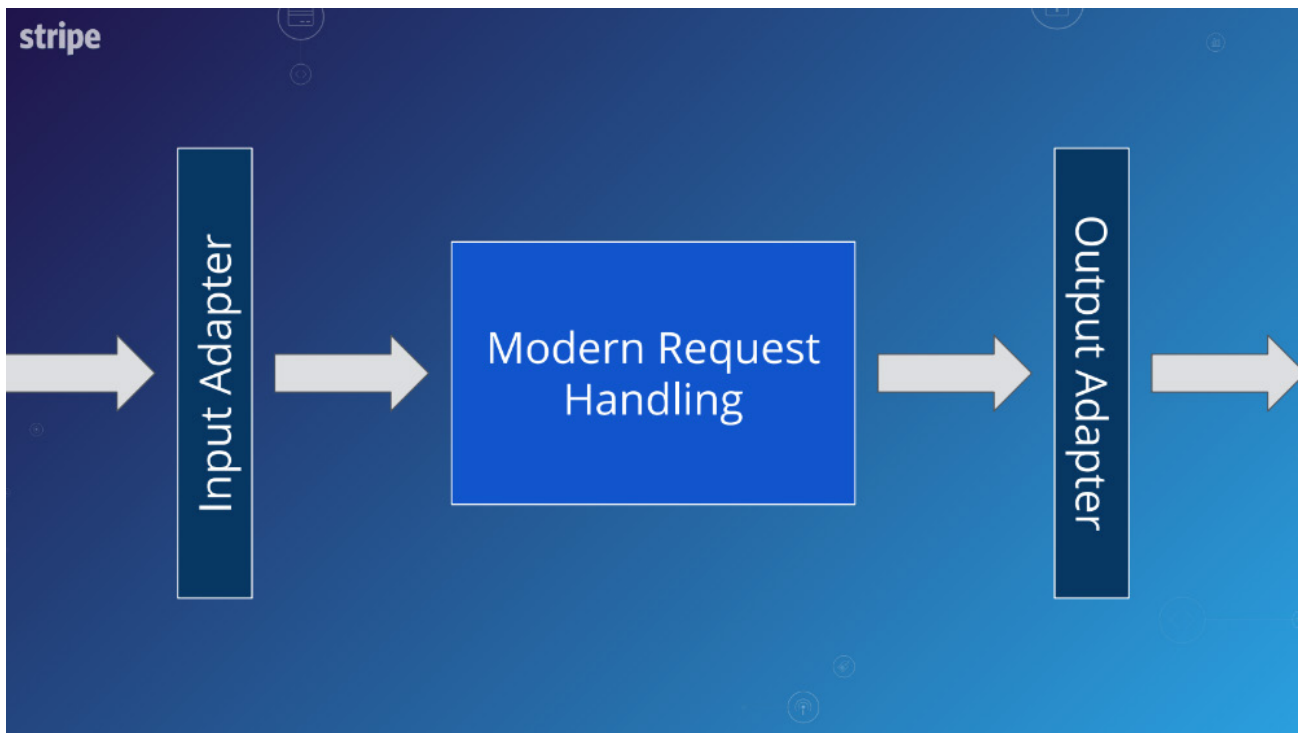 stripe
Input Adapter
Modern Request
Handling
Output Adapter